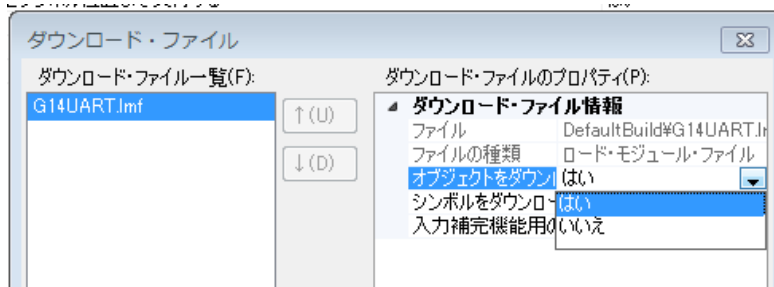 ダウンロード・ファイル
ダウンロード・ファイル一覧(F):
G14UART.lmf
↑(U)
↓(D)
ダウンロード・ファイルのプロパティ(P):
ダウンロード・ファイル情報
ファイル DefaultBuild¥G14UART.lr
ファイルの種類 ロード・モジュール・ファイル
オブジェクトをダウンl はい
シンボルをダウンロー はい
入力補完機能用の いいえ